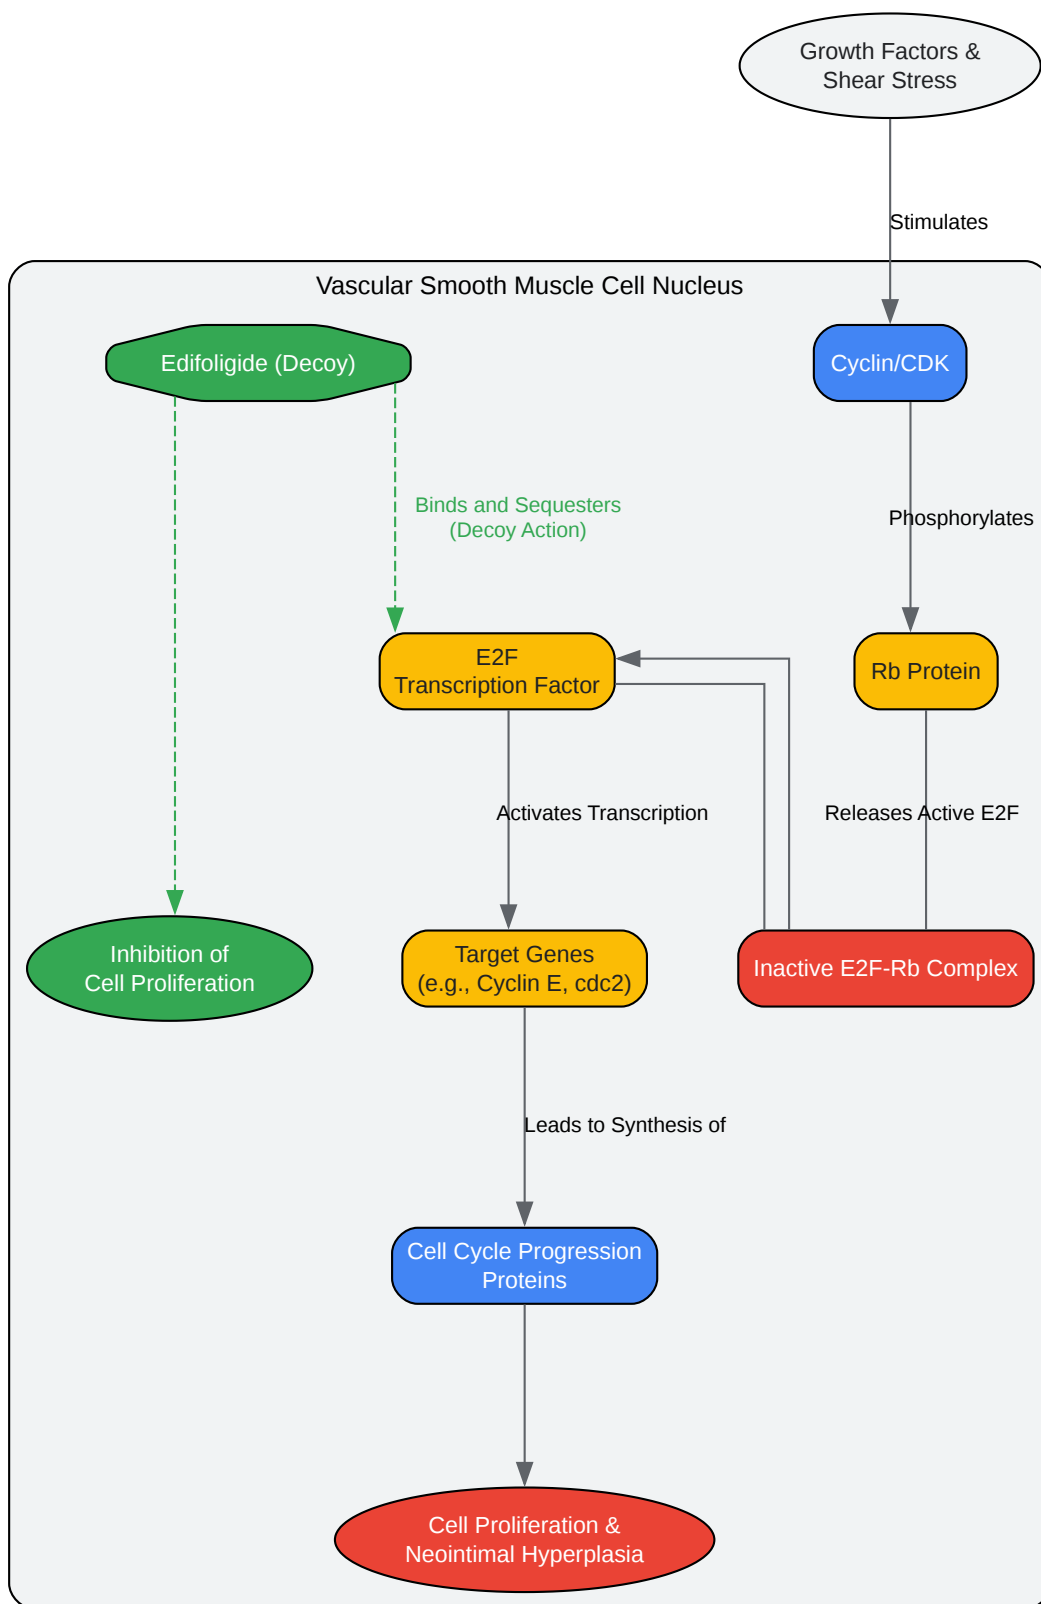 Growth Factors &
Shear Stress
Stimulates
Vascular Smooth Muscle Cell Nucleus
Edifoligide (Decoy)
Cyclin/CDK
Binds and Sequesters
(Decoy Action)
Phosphorylates
E2F
Transcription Factor
Rb Protein
Activates Transcription
Releases Active E2F
Inhibition of
Cell Proliferation
Target Genes
(e.g., Cyclin E, cdc2)
Inactive E2F-Rb Complex
Leads to Synthesis of
Cell Cycle Progression
Proteins
Cell Proliferation &
Neointimal Hyperplasia